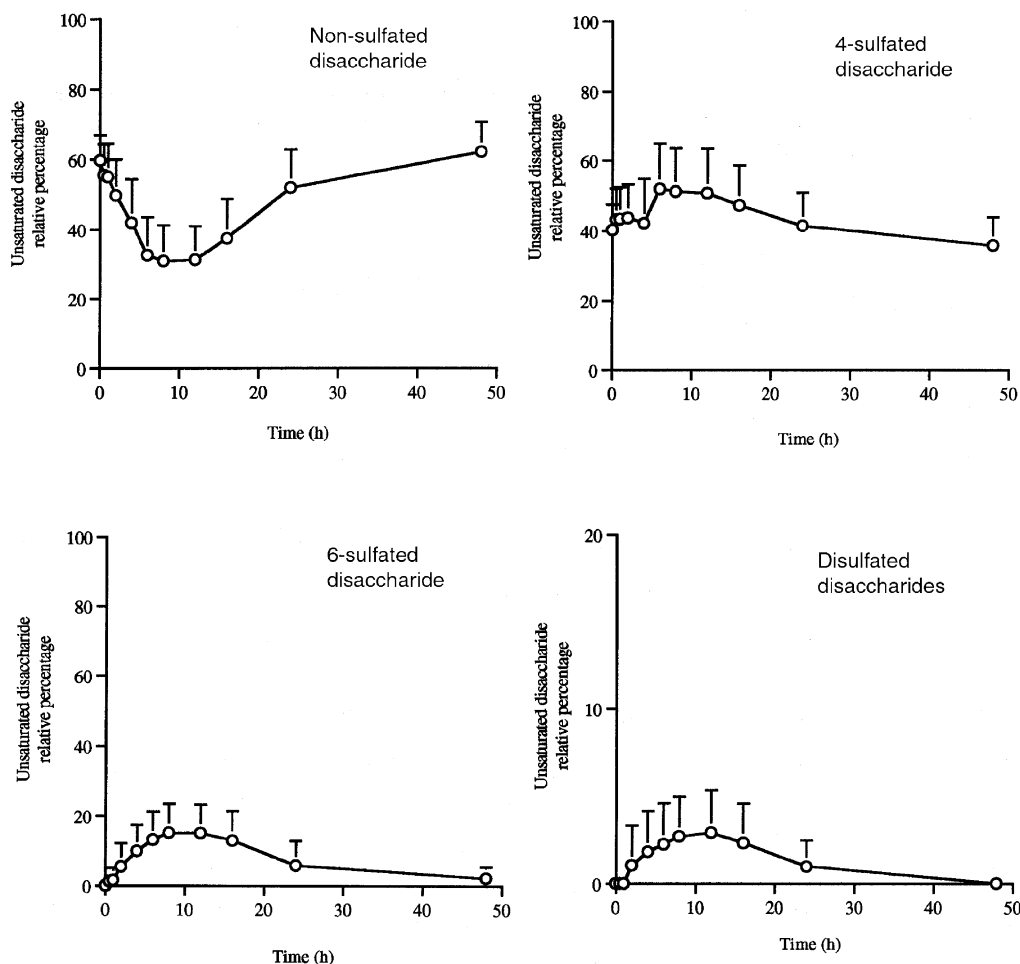 Non-sulfated
disaccharide
Unsaturated disaccharide
relative percentage
100
80
60
40
20
0
0 10 20 30 40 50
Time (h)
4-sulfated
disaccharide
Unsaturated disaccharide
relative percentage
100
80
60
40
20
0
0 10 20 30 40 50
Time (h)
6-sulfated
disaccharide
Unsaturated disaccharide
relative percentage
100
80
60
40
20
0
0 10 20 30 40 50
Time (h)
Disulfated
disaccharides
Unsaturated disaccharide
relative percentage
20
10
0
0 10 20 30 40 50
Time (h)